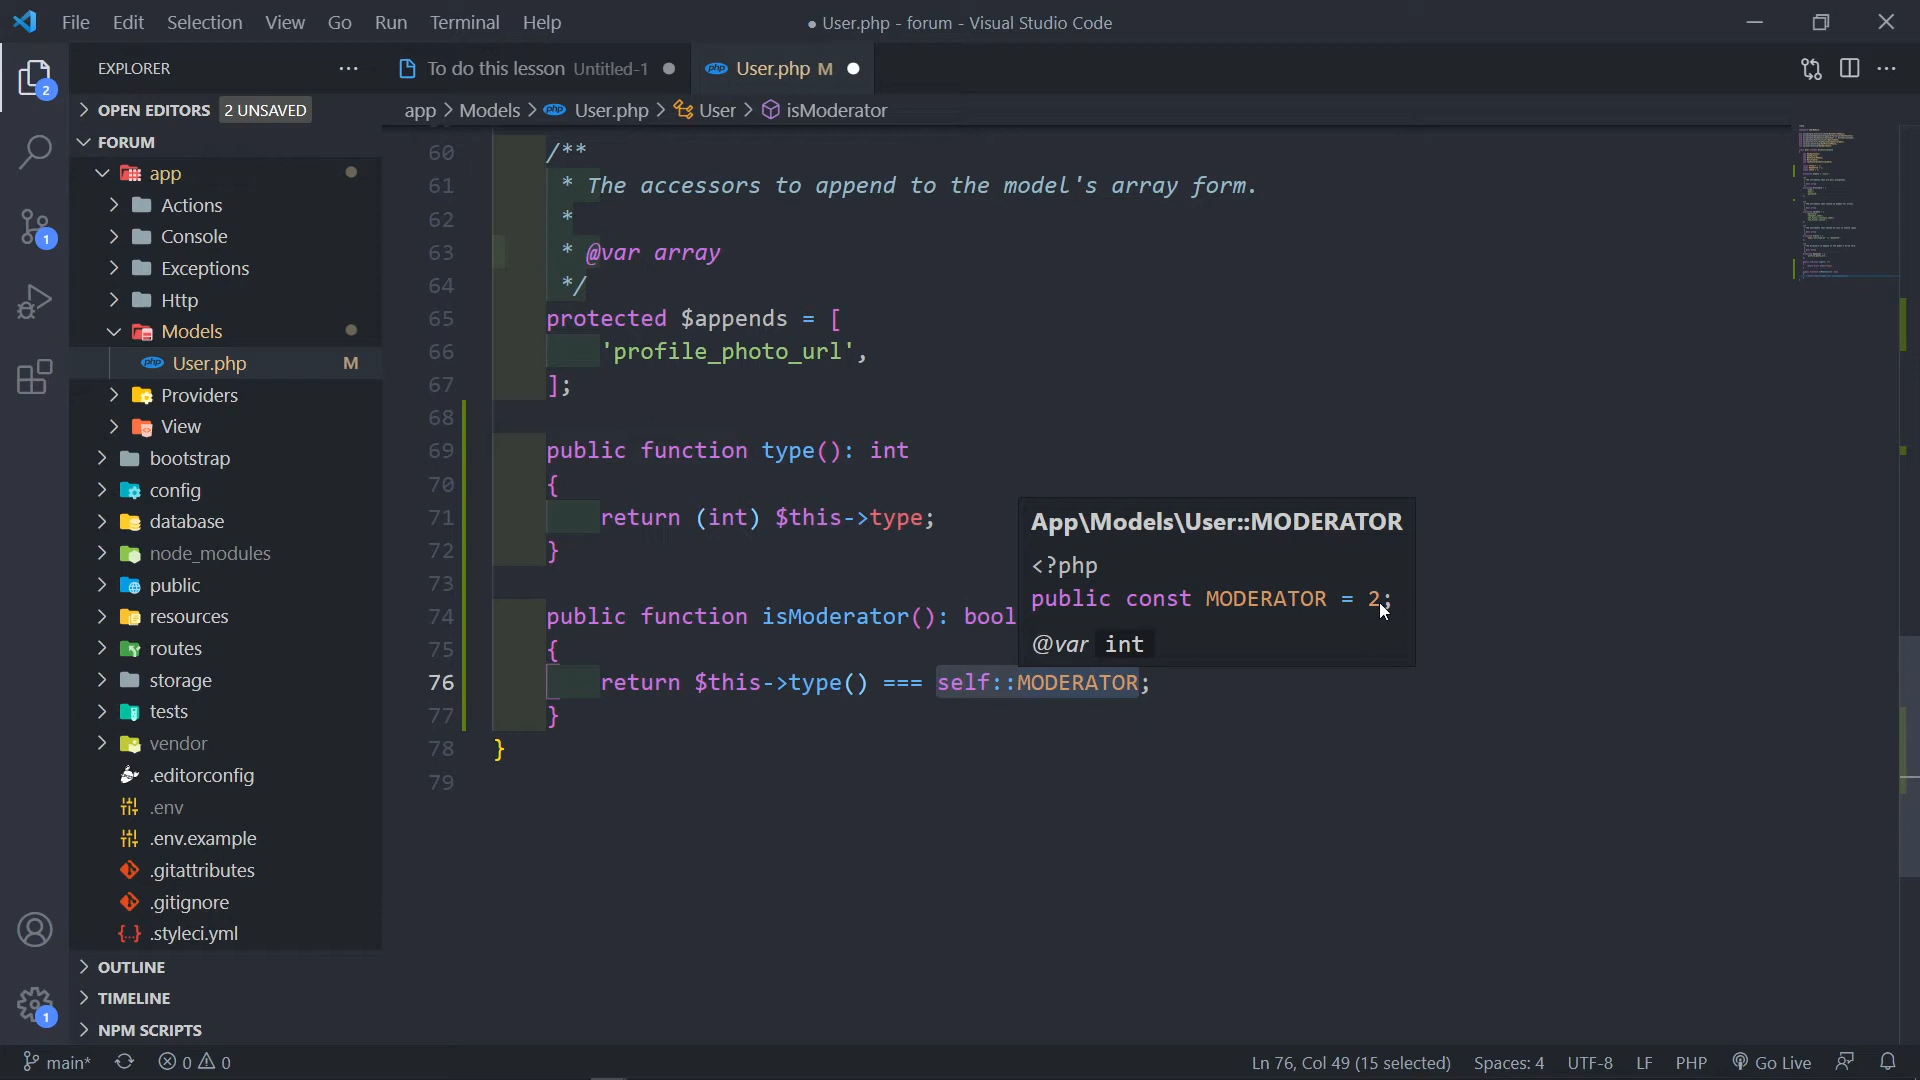 File Edit Selection View Go Run Terminal Help
● User.php - forum - Visual Studio Code
EXPLORER
To do this lesson Untitled-1
User.php M
OPEN EDITORS 2 UNSAVED
app > Models > User.php > User > isModerator
FORUM
app
Actions
Console
Exceptions
Http
Models
User.php M
Providers
View
bootstrap
config
database
node_modules
public
resources
routes
storage
tests
vendor
.editorconfig
.env
.env.example
.gitattributes
.gitignore
.styleci.yml
OUTLINE
TIMELINE
NPM SCRIPTS
2
1
1
60 /**
61 * The accessors to append to the model's array form.
62 *
63 * @var array
64 */
65 protected $appends = [
66 'profile_photo_url',
67 ];
68
69 public function type(): int
70 {
71 return (int) $this->type;
72 }
73
74 public function isModerator(): bool
75 {
76 return $this->type() === self::MODERATOR;
77 }
78 }
79
App\Models\User::MODERATOR
<?php
public const MODERATOR = 2;
@var int
main* 0 0
Ln 76, Col 49 (15 selected) Spaces: 4 UTF-8 LF PHP Go Live